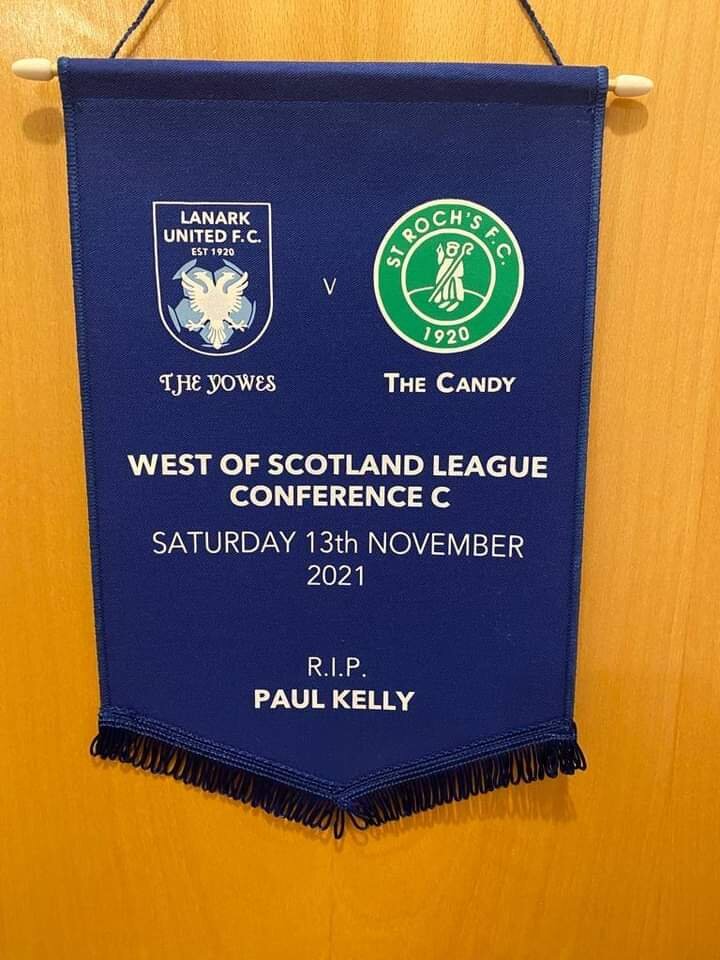 LANARK
UNITED F.C.
EST 1920
THE YOWES
V
ST ROCH'S F.C.
1920
THE CANDY
WEST OF SCOTLAND LEAGUE
CONFERENCE C
SATURDAY 13th NOVEMBER
2021
R.I.P.
PAUL KELLY